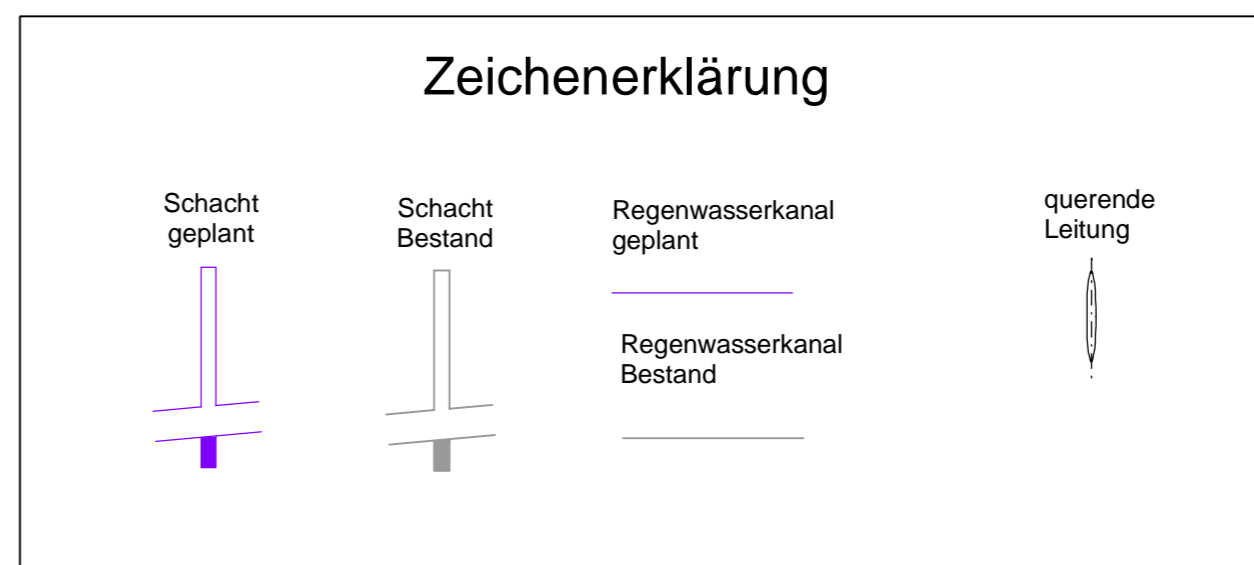 Zeichenerklärung
Schacht
geplant
Schacht
Bestand
Regenwasserkanal
geplant
Regenwasserkanal
Bestand
querende
Leitung